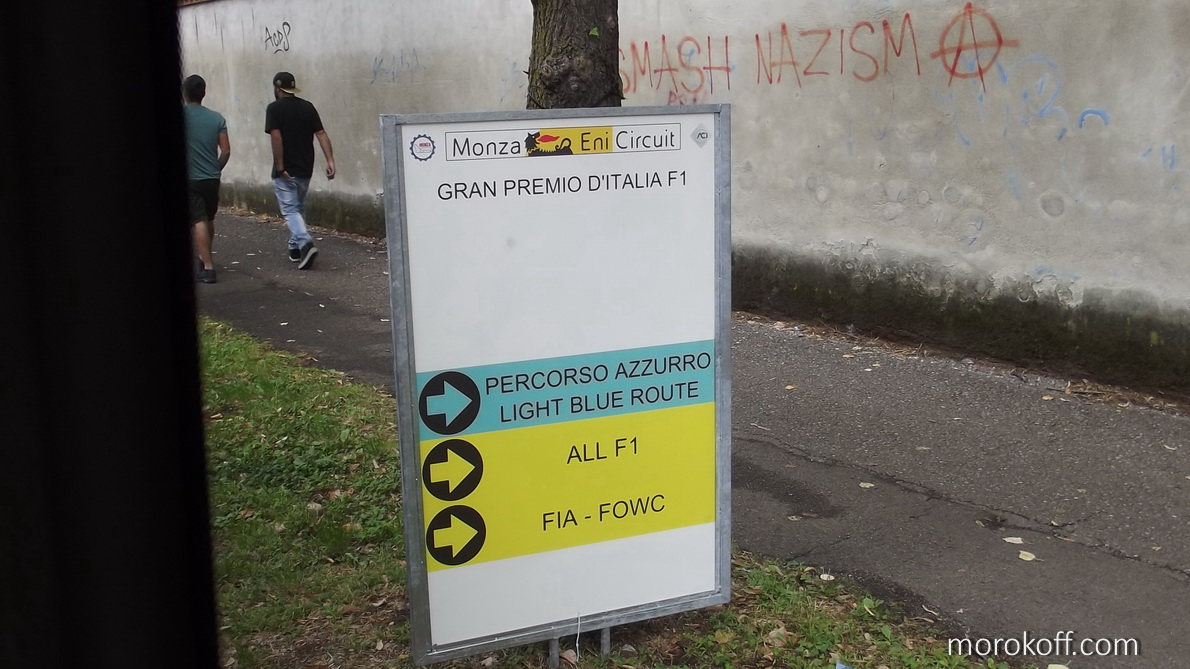 SMASH NAZISM
Monza Eni Circuit
ACI
GRAN PREMIO D'ITALIA F1
PERCORSO AZZURRO
LIGHT BLUE ROUTE
ALL F1
FIA - FOWC
morokoff.com